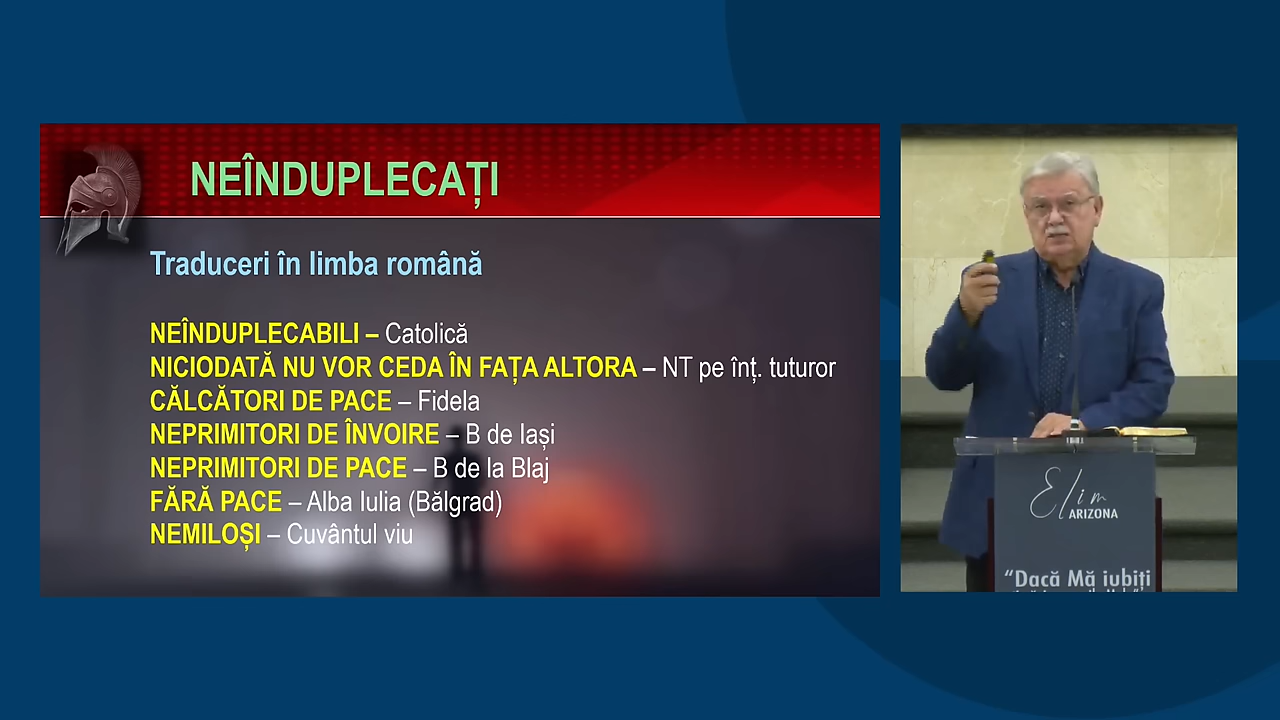 NEÎNDUPLECAȚI
Traduceri în limba română
NEÎNDUPLECABILI – Catolică
NICIODATĂ NU VOR CEDA ÎN FAȚA ALTORA – NT pe înț. tuturor
CĂLCĂTORI DE PACE – Fidela
NEPRIMITORI DE ÎNVOIRE – B de Iași
NEPRIMITORI DE PACE – B de la Blaj
FĂRĂ PACE – Alba Iulia (Bălgrad)
NEMILOȘI – Cuvântul viu
Elim
ARIZONA
“Dacă Mă iubiți